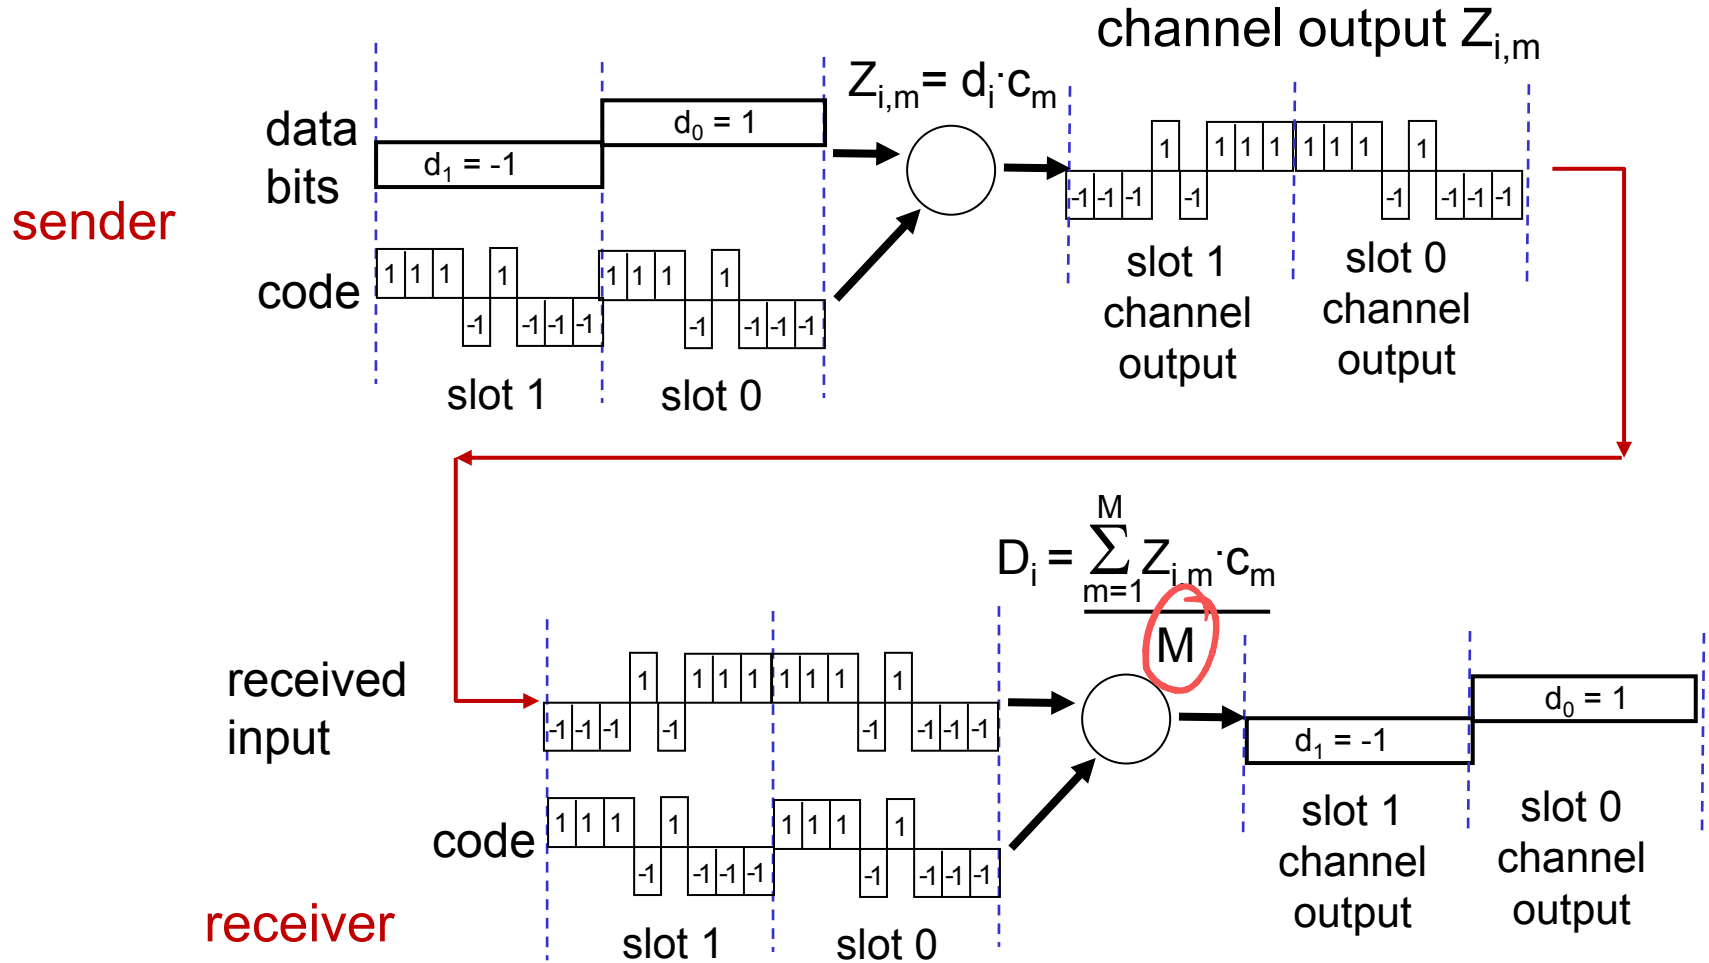 channel output Z_i,m
Z_i,m = d_i·c_m
data bits
d_1 = -1
d_0 = 1
sender
code
1 1 1 -1 1 -1 -1 -1
1 1 1 -1 1 -1 -1 -1
slot 1
slot 0
-1 -1 -1 1 -1 1 1 1
1 1 1 -1 1 -1 -1 -1
slot 1
channel
output
slot 0
channel
output
D_i = Σ_{m=1}^{M} Z_i,m·c_m
M
received
input
-1 -1 -1 1 -1 1 1 1
1 1 1 -1 1 -1 -1 -1
code
1 1 1 -1 1 -1 -1 -1
1 1 1 -1 1 -1 -1 -1
slot 1
slot 0
receiver
d_1 = -1
d_0 = 1
slot 1
channel
output
slot 0
channel
output